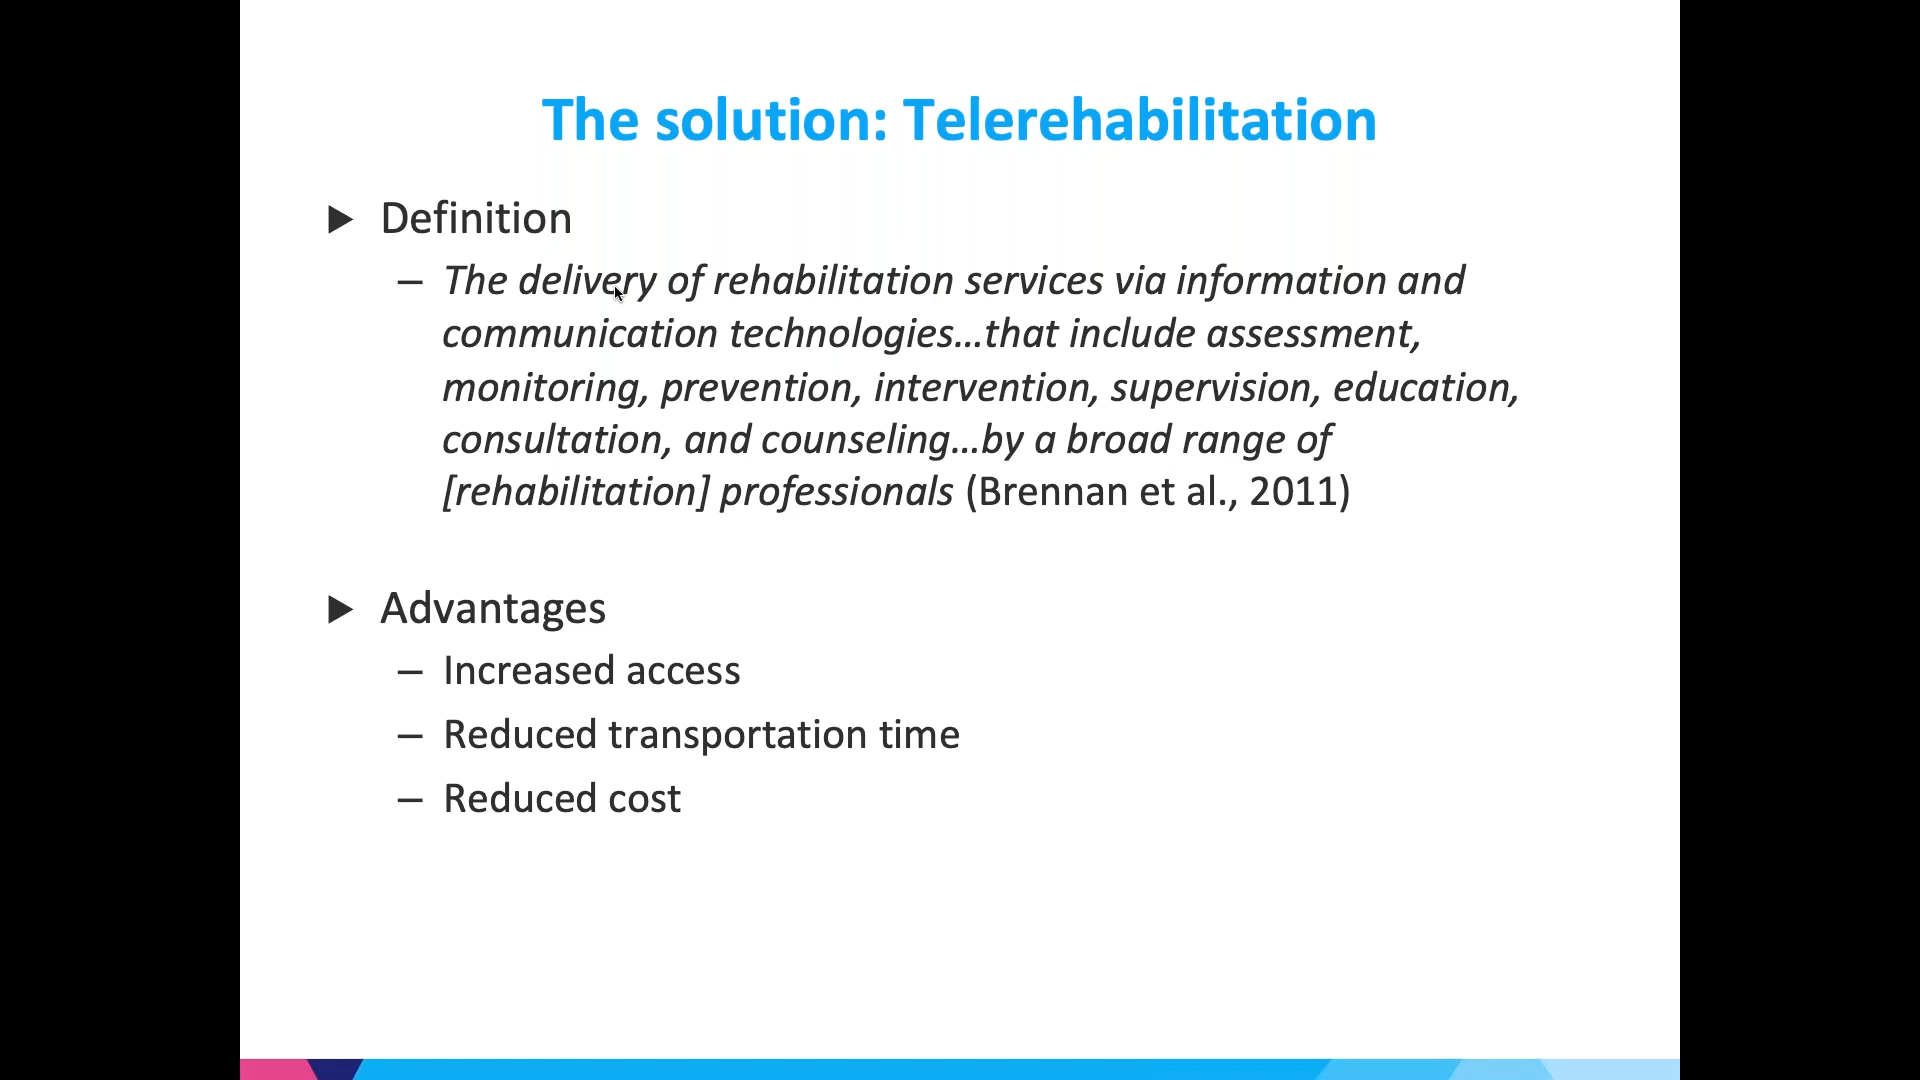 The solution: Telerehabilitation
▶ Definition
– The delivery of rehabilitation services via information and
communication technologies…that include assessment,
monitoring, prevention, intervention, supervision, education,
consultation, and counseling…by a broad range of
[rehabilitation] professionals (Brennan et al., 2011)
▶ Advantages
– Increased access
– Reduced transportation time
– Reduced cost